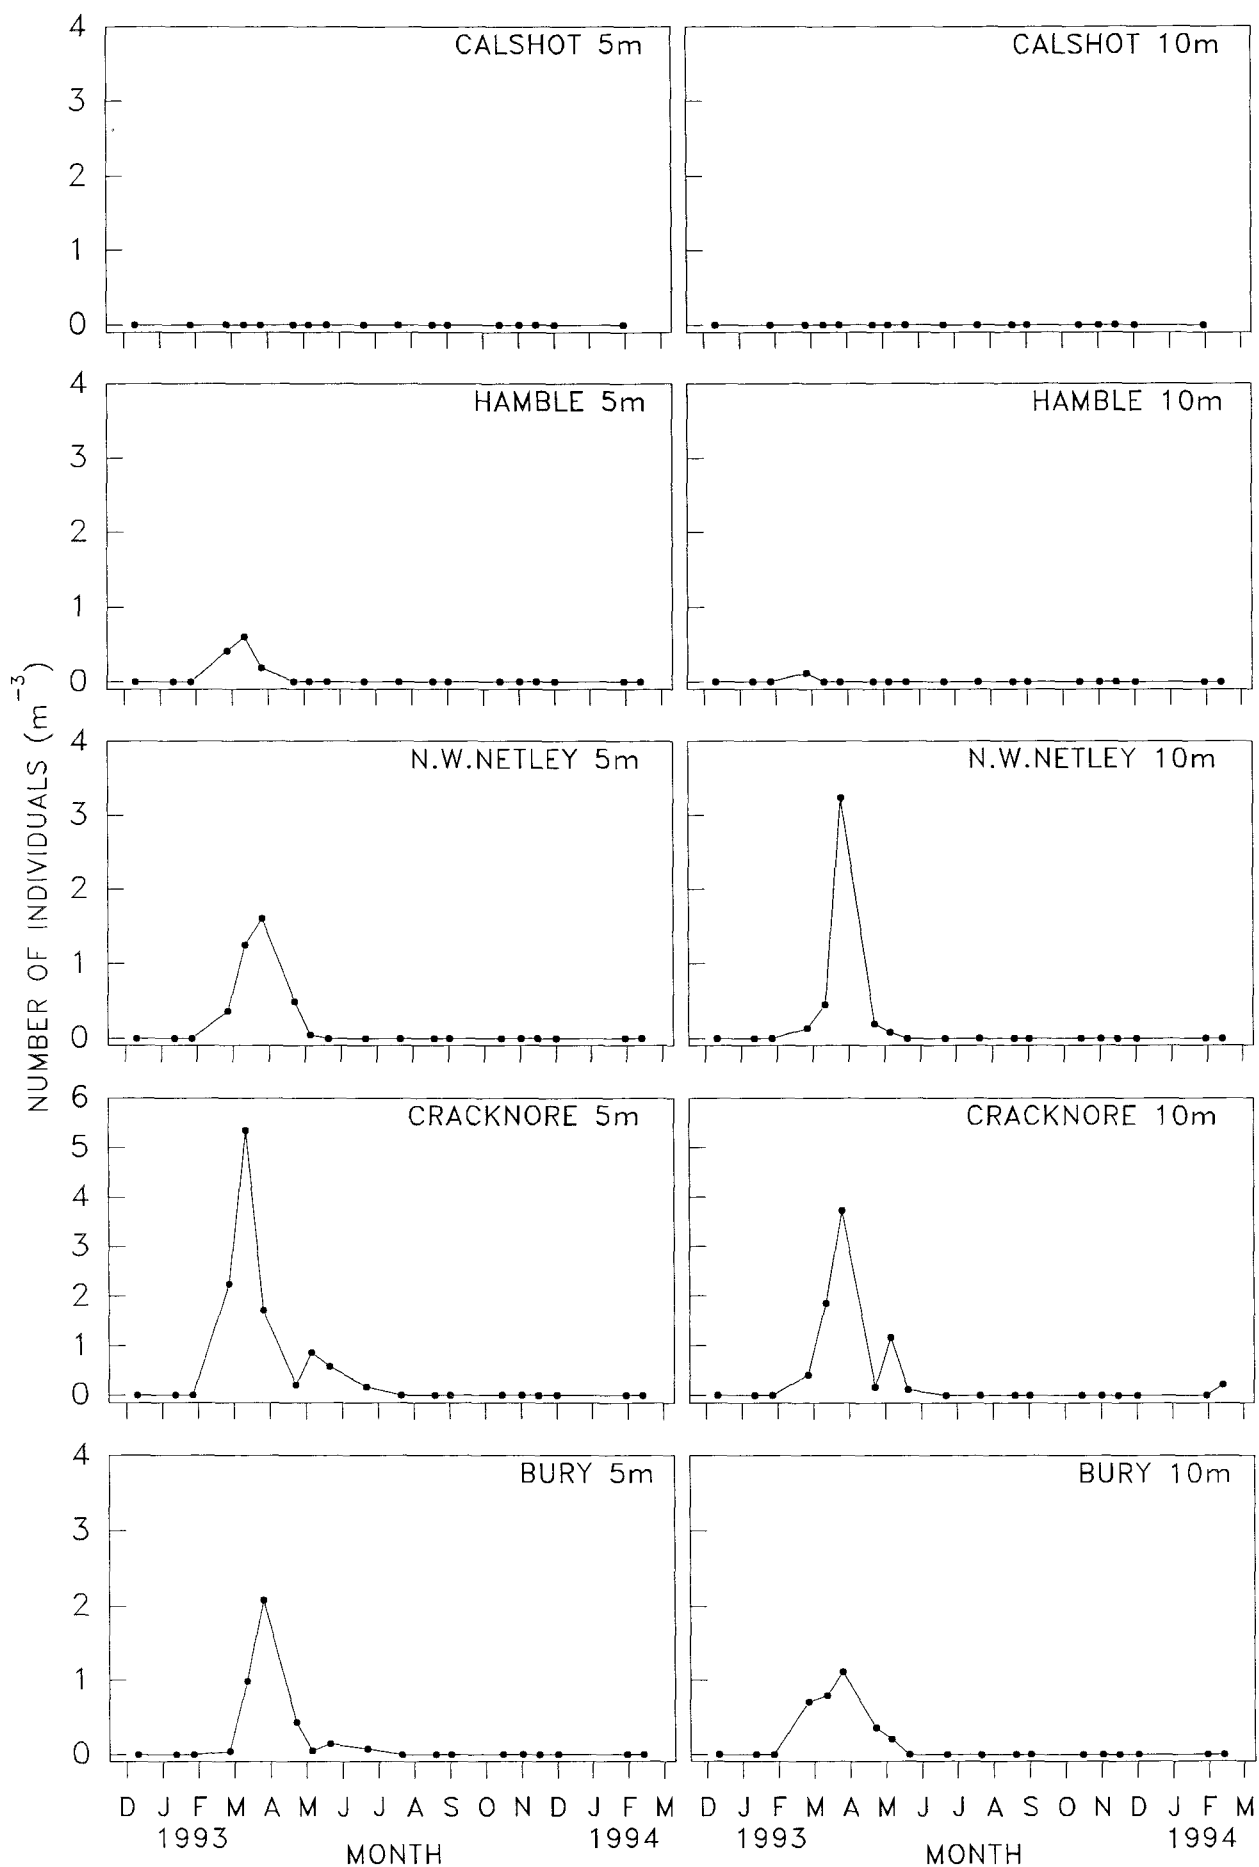 CALSHOT 5m
CALSHOT 10m
4
3
2
1
0
HAMBLE 5m
HAMBLE 10m
4
3
2
1
0
N.W.NETLEY 5m
N.W.NETLEY 10m
4
3
2
1
0
CRACKNORE 5m
CRACKNORE 10m
6
5
4
3
2
1
0
BURY 5m
BURY 10m
4
3
2
1
0
NUMBER OF INDIVIDUALS (m⁻³)
D J F M A M J J A S O N D J F M
D J F M A M J J A S O N D J F M
1993 1994
1993 1994
MONTH
MONTH